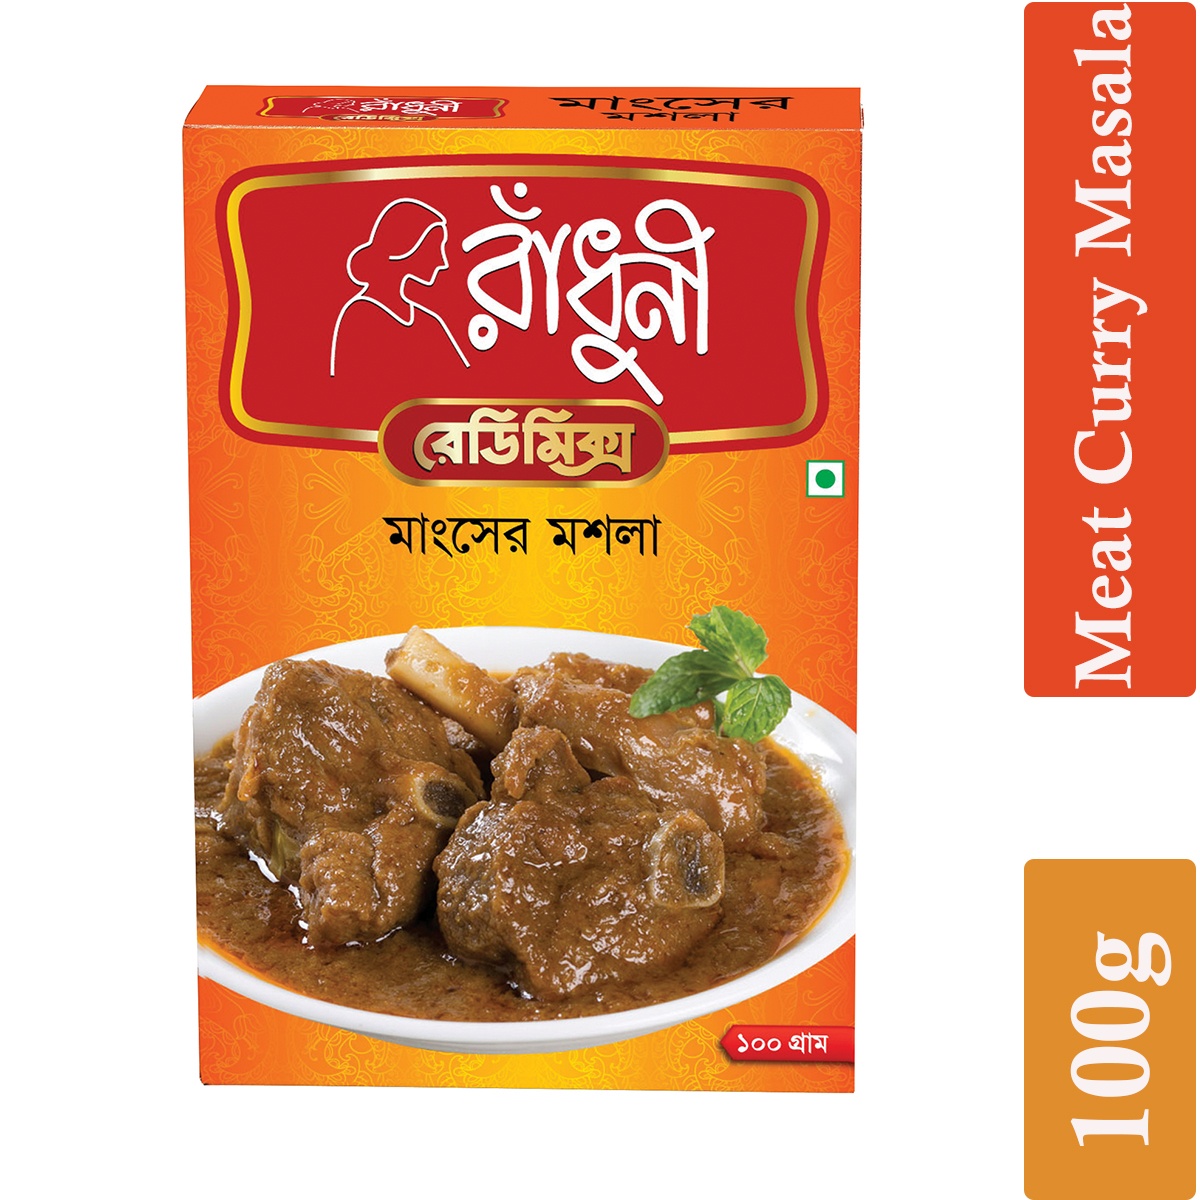 রাঁধুনী
রেডিমিক্স
মাংসের
মশলা
রাঁধুনী
রেডিমিক্স
মাংসের মশলা
১০০ গ্রাম
Meat Curry Masala
100g